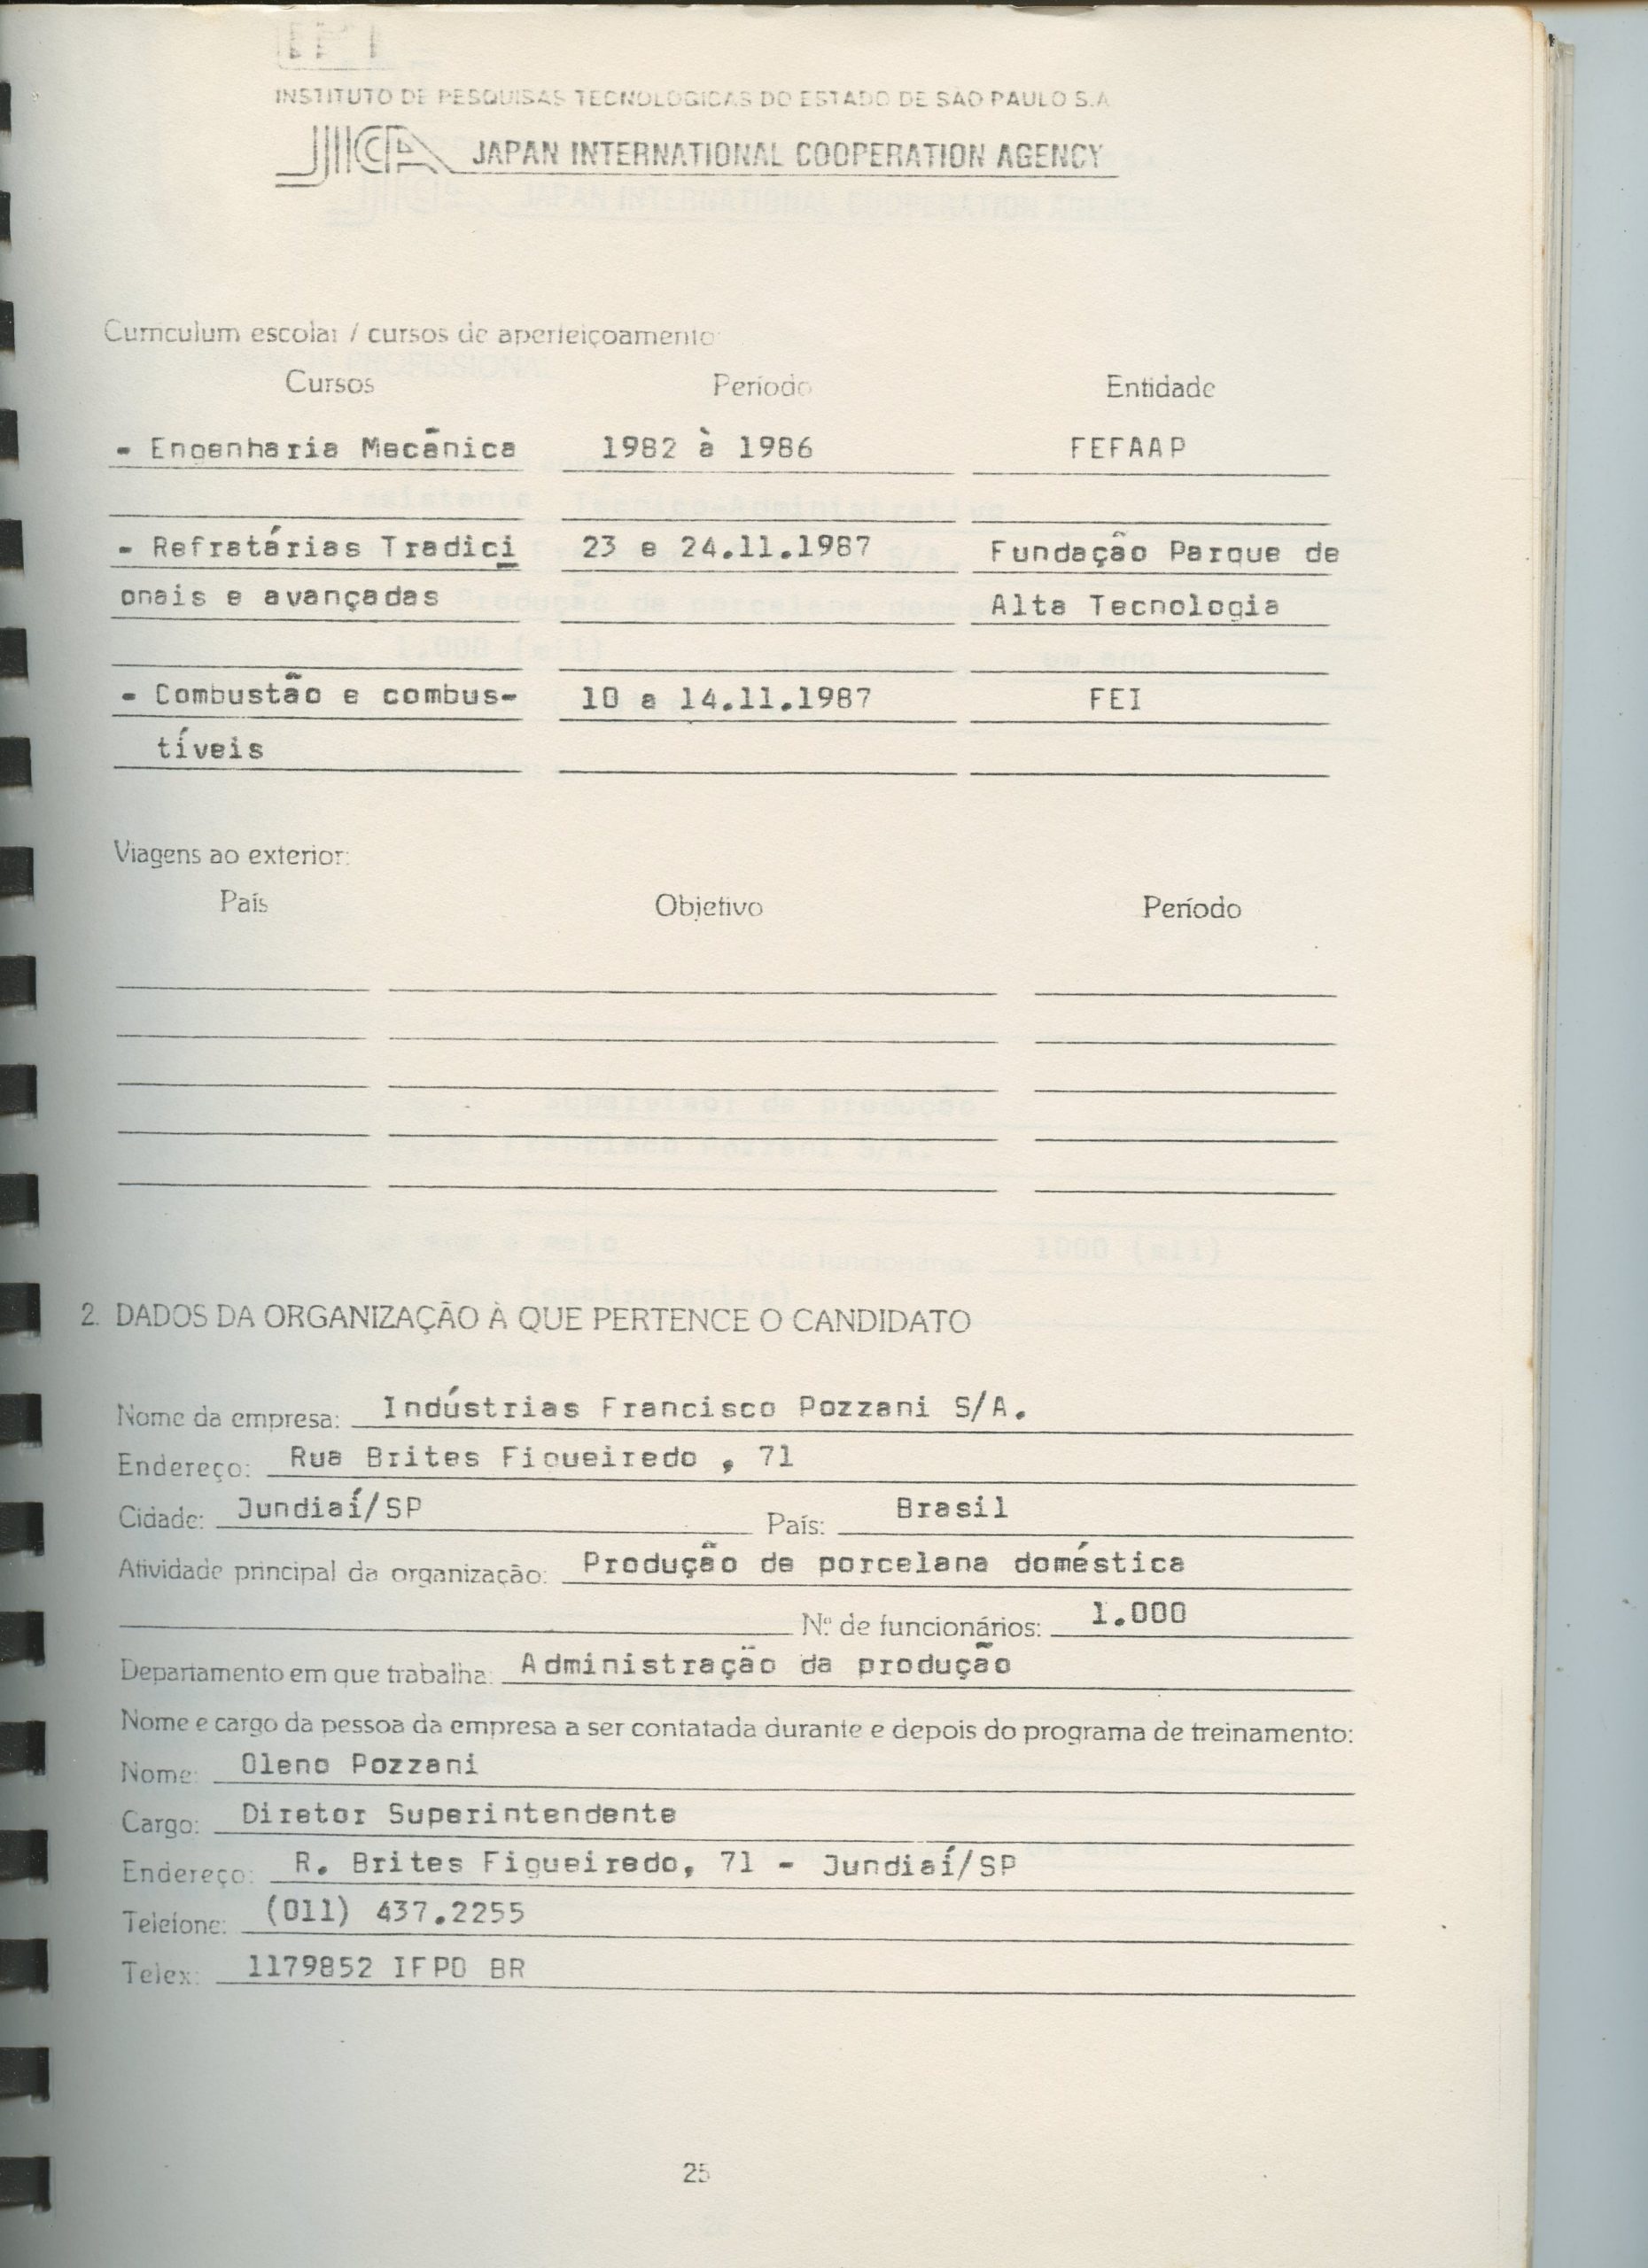 IPT
INSTITUTO DE PESQUISAS TECNOLÓGICAS DO ESTADO DE SÃO PAULO S.A
JICA JAPAN INTERNATIONAL COOPERATION AGENCY
Curriculum escolar / cursos de aperfeiçoamento:
Cursos Período Entidade
- Engenharia Mecãnica 1982 à 1986 FEFAAP
- Refratárias Tradici 23 e 24.11.1987 Fundação Parque de
onais e avançadas Alta Tecnologia
- Combustão e combus- 10 a 14.11.1987 FEI
tíveis
Viagens ao exterior:
País Objetivo Período
2. DADOS DA ORGANIZAÇÃO À QUE PERTENCE O CANDIDATO
Nome da empresa: Indústrias Francisco Pozzani S/A.
Endereço: Rua Brites Figueiredo , 71
Cidade: Jundiaí/SP País: Brasil
Atividade principal da organização: Produção de porcelana doméstica
Nº de funcionários: 1.000
Departamento em que trabalha: Administração da produção
Nome e cargo da pessoa da empresa a ser contatada durante e depois do programa de treinamento:
Nome: Oleno Pozzani
Cargo: Diretor Superintendente
Endereço: R. Brites Figueiredo, 71 - Jundiaí/SP
Telefone: (011) 437.2255
Telex: 1179852 IFPO BR
25